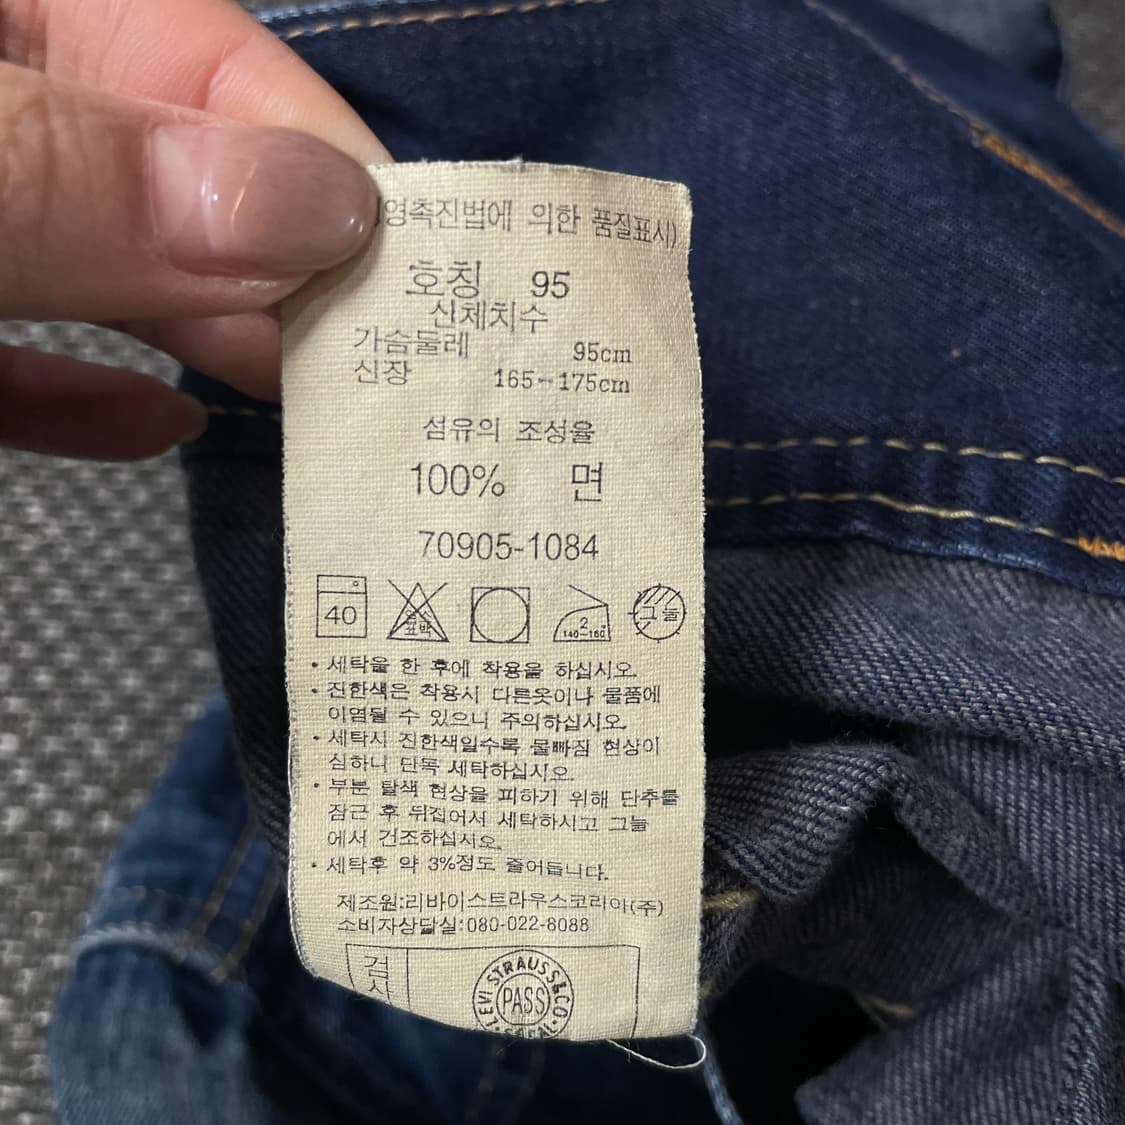 영촉진법에 의한 품질표시)
호칭 95
신체치수
가슴둘레 95cm
신장 165-175cm
섬유의 조성율
100% 면
70905-1084
40
염소
표백
2
140~160
그늘
• 세탁을 한 후에 착용을 하십시오.
• 진한색은 착용시 다른옷이나 물품에
이염될 수 있으니 주의하십시오.
• 세탁시 진한색일수록 물빠짐 현상이
심하니 단독 세탁하십시오.
• 부분 탈색 현상을 피하기 위해 단추를
잠근 후 뒤집어서 세탁하시고 그늘
에서 건조하십시오.
• 세탁후 약 3%정도 줄어듭니다.
제조원:리바이스트라우스코리아(주)
소비자상담실:080-022-8088
검
LEVI STRAUSS&CO.
PASS